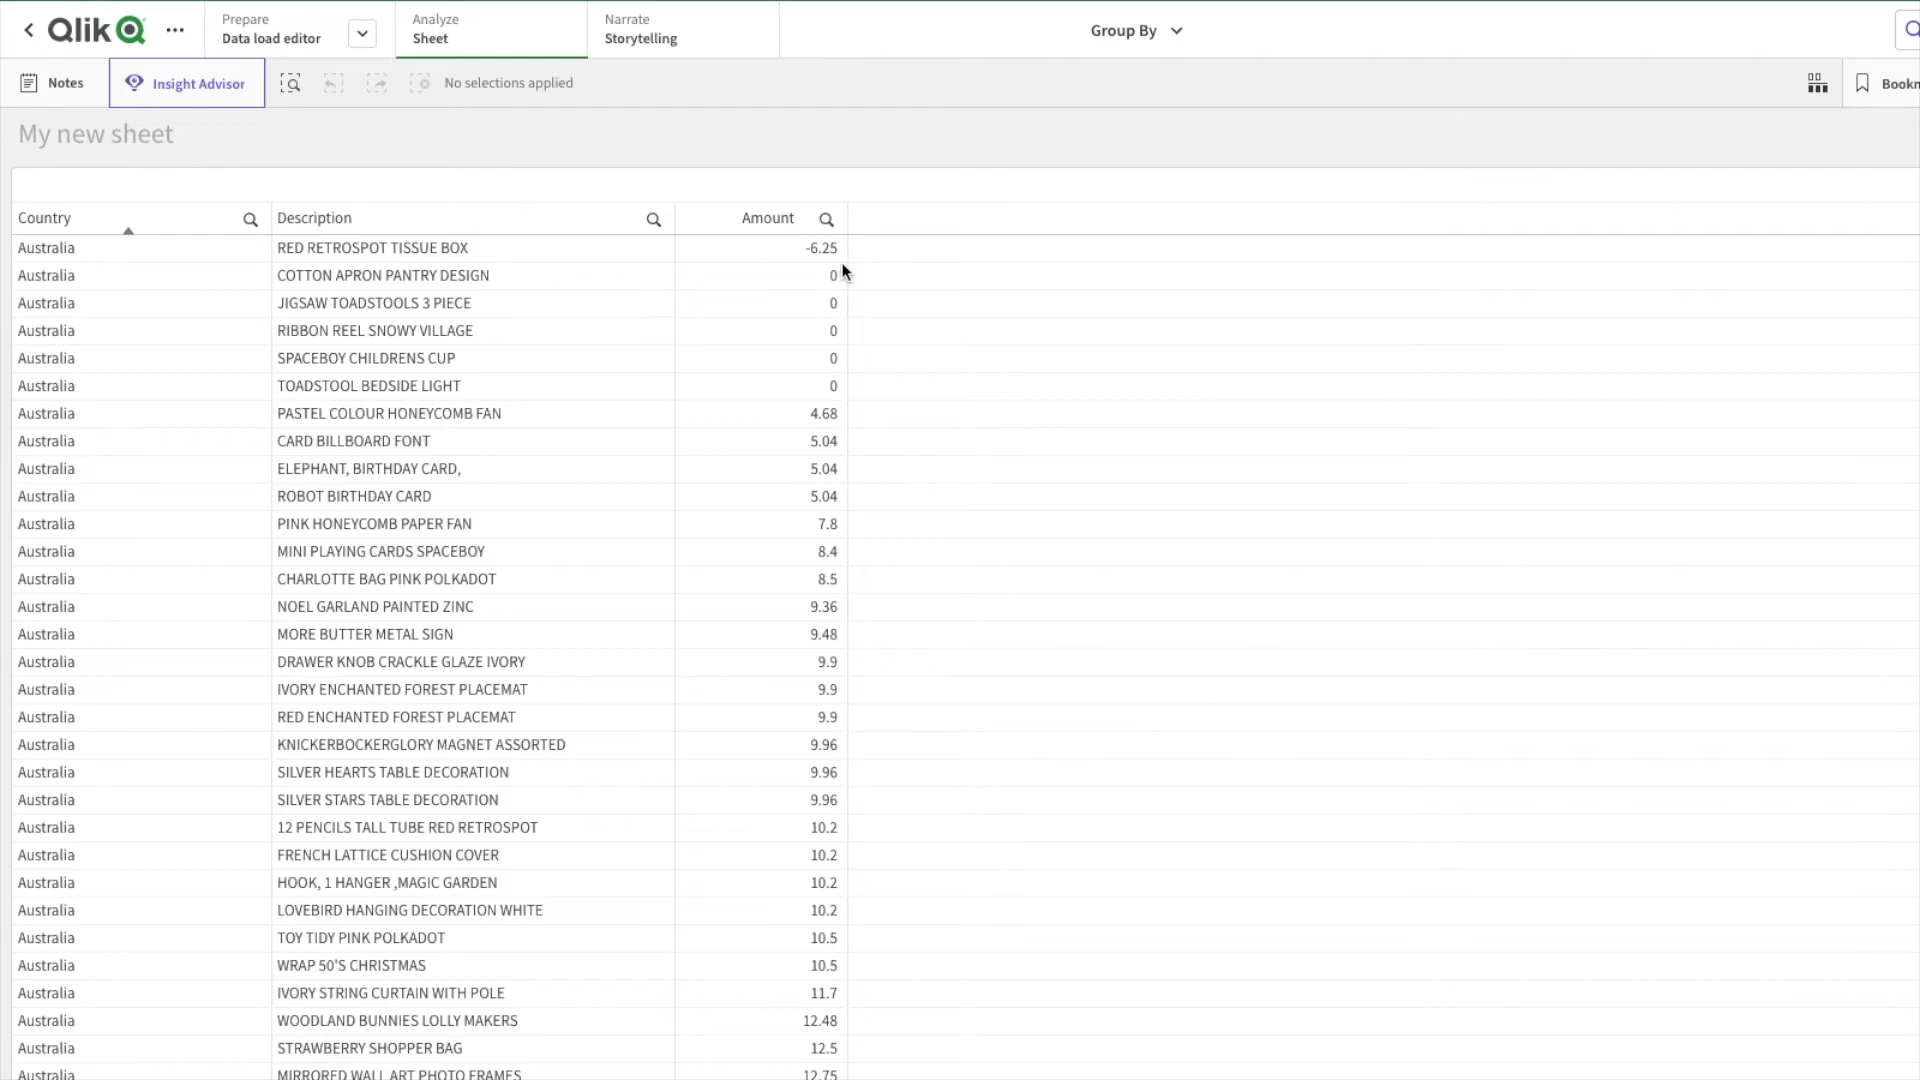 Qlik
Prepare
Data load editor
Analyze
Sheet
Narrate
Storytelling
Group By
Notes
Insight Advisor
No selections applied
Bookn
My new sheet
Country Description Amount
Australia RED RETROSPOT TISSUE BOX -6.25
Australia COTTON APRON PANTRY DESIGN 0
Australia JIGSAW TOADSTOOLS 3 PIECE 0
Australia RIBBON REEL SNOWY VILLAGE 0
Australia SPACEBOY CHILDRENS CUP 0
Australia TOADSTOOL BEDSIDE LIGHT 0
Australia PASTEL COLOUR HONEYCOMB FAN 4.68
Australia CARD BILLBOARD FONT 5.04
Australia ELEPHANT, BIRTHDAY CARD, 5.04
Australia ROBOT BIRTHDAY CARD 5.04
Australia PINK HONEYCOMB PAPER FAN 7.8
Australia MINI PLAYING CARDS SPACEBOY 8.4
Australia CHARLOTTE BAG PINK POLKADOT 8.5
Australia NOEL GARLAND PAINTED ZINC 9.36
Australia MORE BUTTER METAL SIGN 9.48
Australia DRAWER KNOB CRACKLE GLAZE IVORY 9.9
Australia IVORY ENCHANTED FOREST PLACEMAT 9.9
Australia RED ENCHANTED FOREST PLACEMAT 9.9
Australia KNICKERBOCKERGLORY MAGNET ASSORTED 9.96
Australia SILVER HEARTS TABLE DECORATION 9.96
Australia SILVER STARS TABLE DECORATION 9.96
Australia 12 PENCILS TALL TUBE RED RETROSPOT 10.2
Australia FRENCH LATTICE CUSHION COVER 10.2
Australia HOOK, 1 HANGER ,MAGIC GARDEN 10.2
Australia LOVEBIRD HANGING DECORATION WHITE 10.2
Australia TOY TIDY PINK POLKADOT 10.5
Australia WRAP 50'S CHRISTMAS 10.5
Australia IVORY STRING CURTAIN WITH POLE 11.7
Australia WOODLAND BUNNIES LOLLY MAKERS 12.48
Australia STRAWBERRY SHOPPER BAG 12.5
Australia MIRRORED WALL ART PHOTO FRAMES 12.75